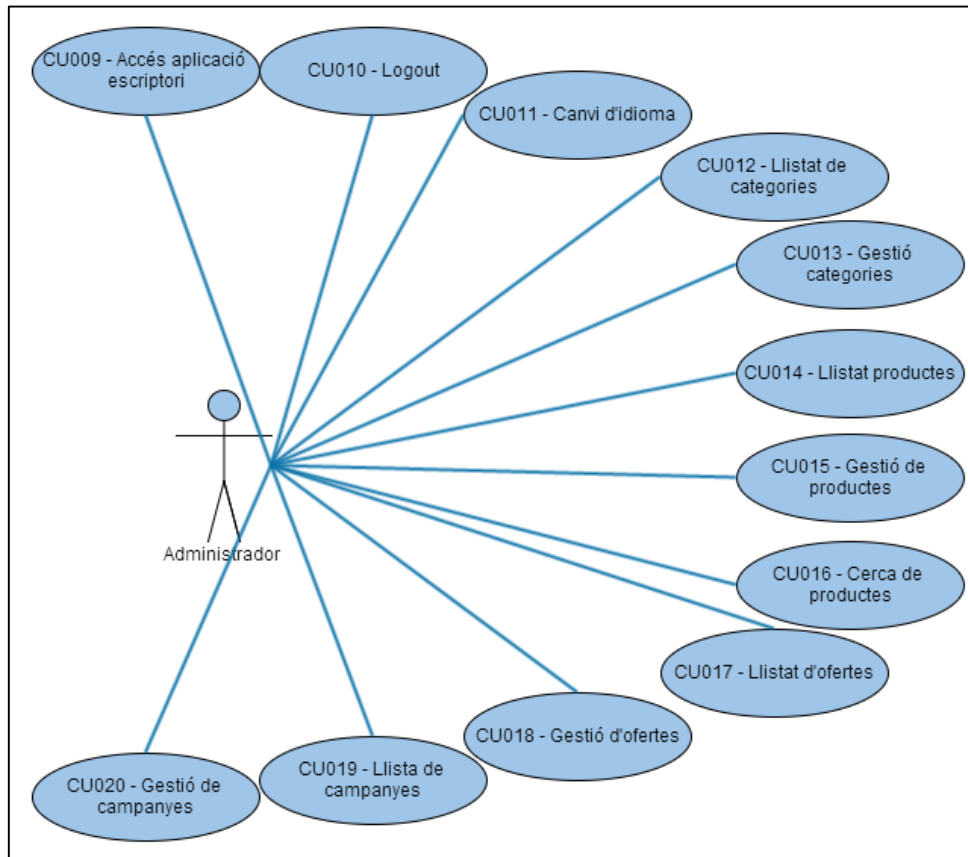 CU009 - Accés aplicació
escriptori
CU010 - Logout
CU011 - Canvi d'idioma
CU012 - Llistat de
categories
CU013 - Gestió
categories
CU014 - Llistat productes
CU015 - Gestió de
productes
CU016 - Cerca de
productes
CU017 - Llistat d'ofertes
CU018 - Gestió d'ofertes
CU019 - Llista de
campanyes
CU020 - Gestió de
campanyes
Administrador